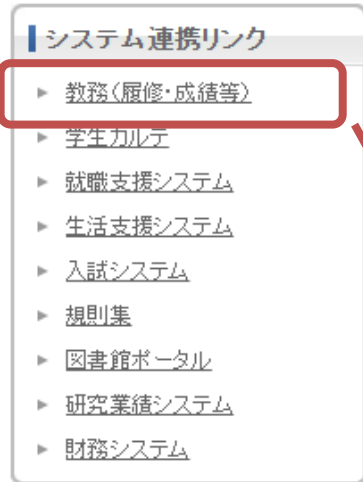 システム連携リンク
教務(履修・成績等)
学生カルテ
就職支援システム
生活支援システム
入試システム
規則集
図書館ポータル
研究業績システム
財務システム